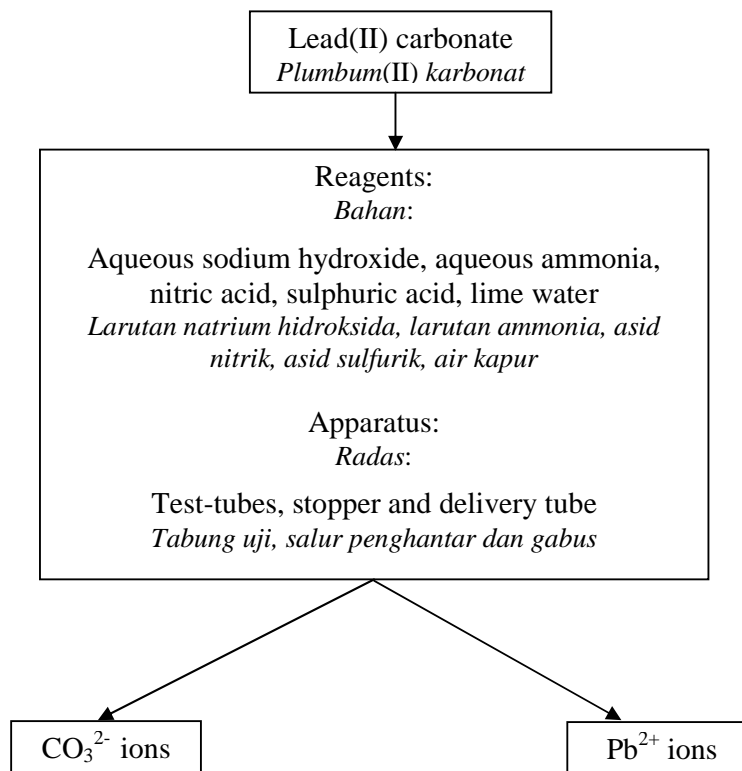 Lead(II) carbonate
Plumbum(II) karbonat
Reagents:
Bahan:
Aqueous sodium hydroxide, aqueous ammonia,
nitric acid, sulphuric acid, lime water
Larutan natrium hidroksida, larutan ammonia, asid
nitrik, asid sulfurik, air kapur
Apparatus:
Radas:
Test-tubes, stopper and delivery tube
Tabung uji, salur penghantar dan gabus
CO₃²⁻ ions
Pb²⁺ ions